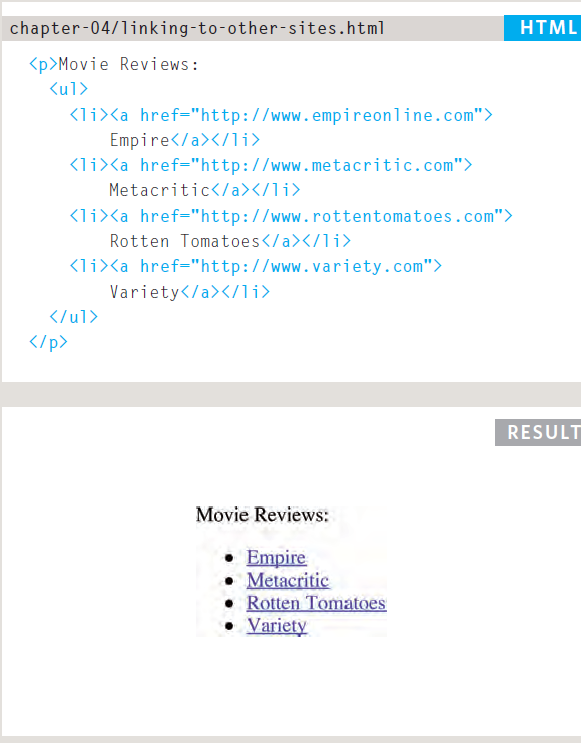 chapter-04/linking-to-other-sites.html HTML
<p>Movie Reviews:
<ul>
<li><a href="http://www.empireonline.com">
Empire</a></li>
<li><a href="http://www.metacritic.com">
Metacritic</a></li>
<li><a href="http://www.rottentomatoes.com">
Rotten Tomatoes</a></li>
<li><a href="http://www.variety.com">
Variety</a></li>
</ul>
</p>
RESULT
Movie Reviews:
• Empire
• Metacritic
• Rotten Tomatoes
• Variety